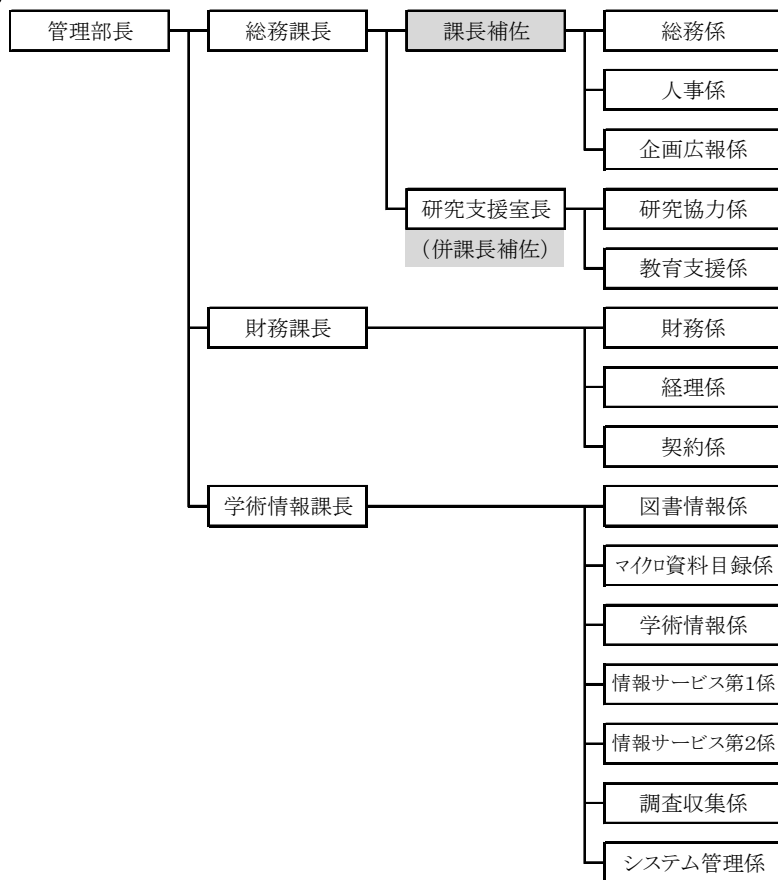 管理部長
総務課長
課長補佐
総務係
人事係
企画広報係
研究支援室長
(併課長補佐)
研究協力係
教育支援係
財務課長
財務係
経理係
契約係
学術情報課長
図書情報係
マイクロ資料目録係
学術情報係
情報サービス第1係
情報サービス第2係
調査収集係
システム管理係